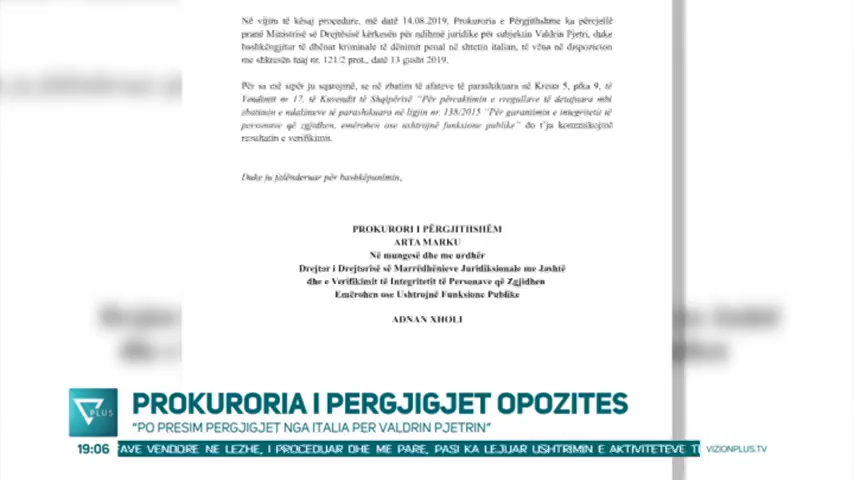 Në vijim të kësaj procedure, më datë 14.08.2019, Prokuroria e Përgjithshme ka përcjellë
pranë Ministrisë së Drejtësisë kërkesën për ndihmë juridike për subjektin Valdrin Pjetri, duke
bashkëngjitur të dhënat kriminale të dënimit penal në shtetin italian, të vëna në dispozicion
me shkresën tuaj nr. 121/2 prot., datë 13 gusht 2019.
Për sa më sipër ju sqarojmë, se në zbatim të afateve të parashikuara në Kreun 5, pika 9, të
Vendimit nr 17, të Kuvendit të Shqipërisë "Për përcaktimin e rregullave të detajuara mbi
zbatimin e ndalimeve të parashikuara në ligjin nr. 138/2015 "Për garantimin e integritetit të
personave që zgjidhen, emërohen ose ushtrojnë funksione publike" do t'ju komunikojmë
rezultatin e verifikimit.
Duke ju falënderuar për bashkëpunimin,
PROKURORI I PËRGJITHSHËM
ARTA MARKU
Në mungesë dhe me urdhër
Drejtor i Drejtorisë së Marrëdhënieve Juridiksionale me Jashtë
dhe e Verifikimit të Integritetit të Personave që Zgjidhen
Emërohen ose Ushtrojnë Funksione Publike
ADNAN XHOLI
PLUS
PROKURORIA I PERGJIGJET OPOZITES
"PO PRESIM PERGJIGJET NGA ITALIA PER VALDRIN PJETRIN"
19:06 FAVE VENDORE NE LEZHE, I PROCEDUAR DHE ME PARE, PASI KA LEJUAR USHTRIMIN E AKTIVITETEVE T VIZIONPLUS.TV